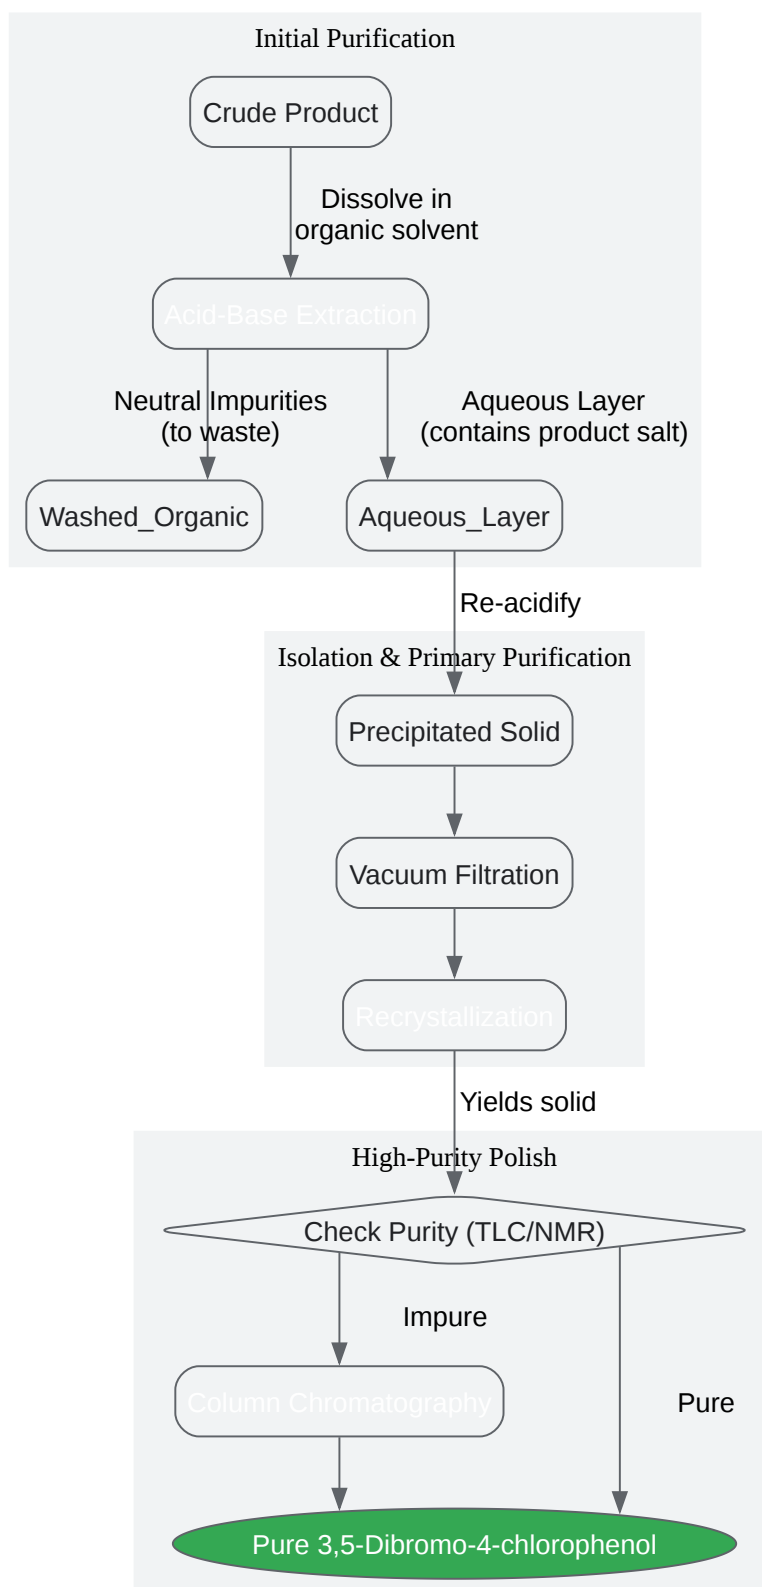 Initial Purification
Crude Product
Dissolve in
organic solvent
Acid-Base Extraction
Neutral Impurities
(to waste)
Aqueous Layer
(contains product salt)
Washed_Organic
Aqueous_Layer
Re-acidify
Isolation & Primary Purification
Precipitated Solid
Vacuum Filtration
Recrystallization
Yields solid
High-Purity Polish
Check Purity (TLC/NMR)
Impure
Column Chromatography
Pure
Pure 3,5-Dibromo-4-chlorophenol